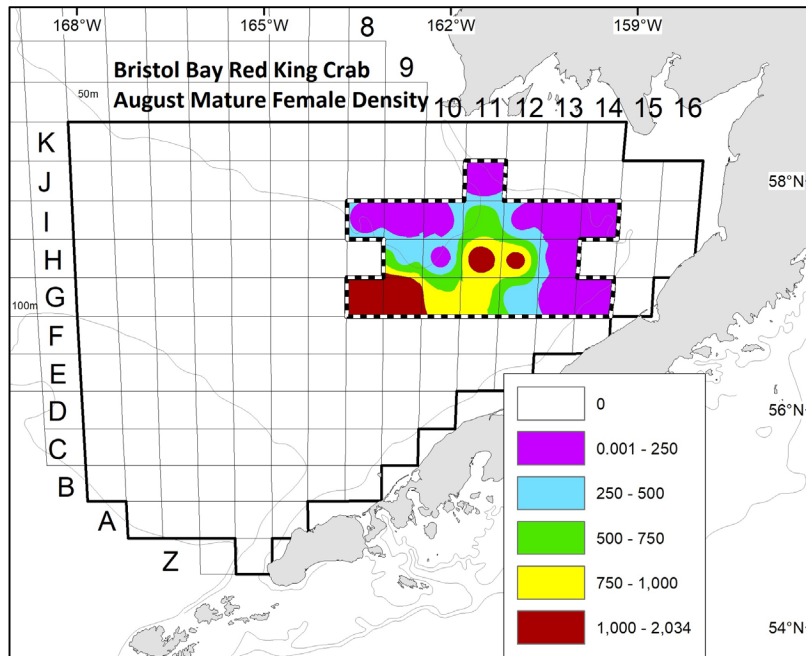 168°W
165°W
162°W
159°W
8
Bristol Bay Red King Crab
9
August Mature Female Density
50m
10
11
12
13
14
15
16
K
J
58°N
I
H
G
100m
F
E
D
56°N
C
B
A
Z
54°N
0
0.001 - 250
250 - 500
500 - 750
750 - 1,000
1,000 - 2,034